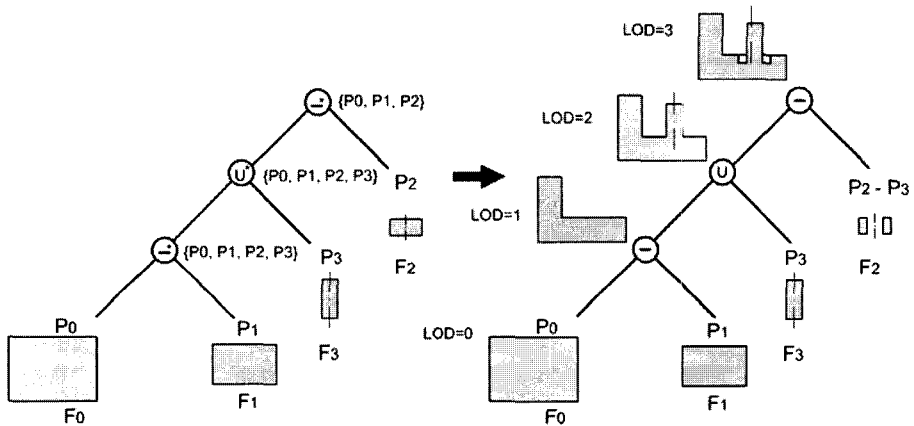 LOD=3
{P0, P1, P2}
LOD=2
{P0, P1, P2, P3}
P2
F2
LOD=1
U
P2 - P3
F2
{P0, P1, P2, P3}
P3
F3
P3
F3
P0
F0
P1
F1
LOD=0
P0
F0
P1
F1